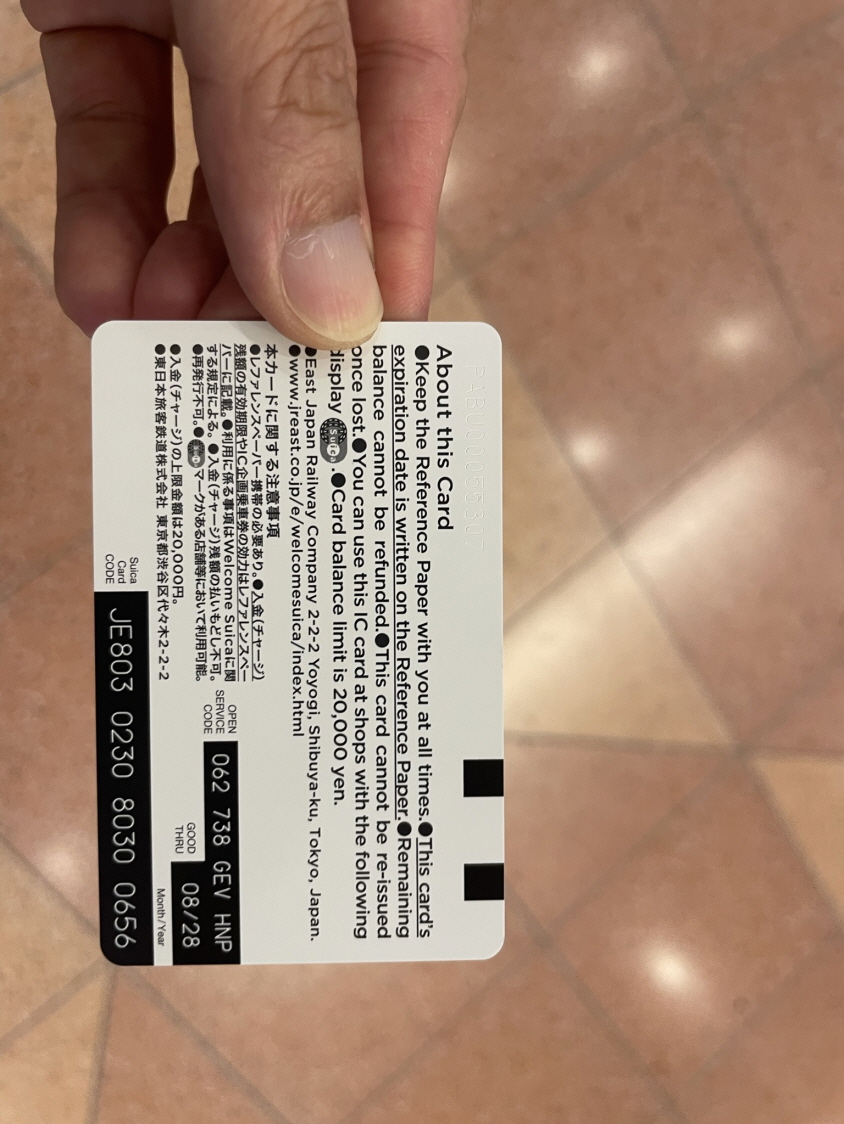 About this Card
●Keep the Reference Paper with you at all times.●This card's
expiration date is written on the Reference Paper.●Remaining
balance cannot be refunded.●This card cannot be re-issued
once lost.●You can use this IC card at shops with the following
display Suica .●Card balance limit is 20,000 yen.
●East Japan Railway Company 2-2-2 Yoyogi, Shibuya-ku, Tokyo, Japan.
●www.jreast.co.jp/e/welcomesuica/index.html
本カードに関する注意事項
●レファレンスペーパー携帯の必要あり。●入金(チャージ)
残額の有効期限やIC企画乗車券の効力はレファレンスペー
パーに記載。●利用に係る事項はWelcome Suicaに関
する規定による。●入金(チャージ)残額の払いもどし不可。
●再発行不可。● マークがある店舗等において利用可能。
●入金(チャージ)の上限金額は20,000円。
●東日本旅客鉄道株式会社 東京都渋谷区代々木2-2-2
OPEN
SERVICE
CODE
062 738 GEV HNP
GOOD
THRU
08/28
Month/Year
Suica
Card
CODE
JE803 0230 8030 0656